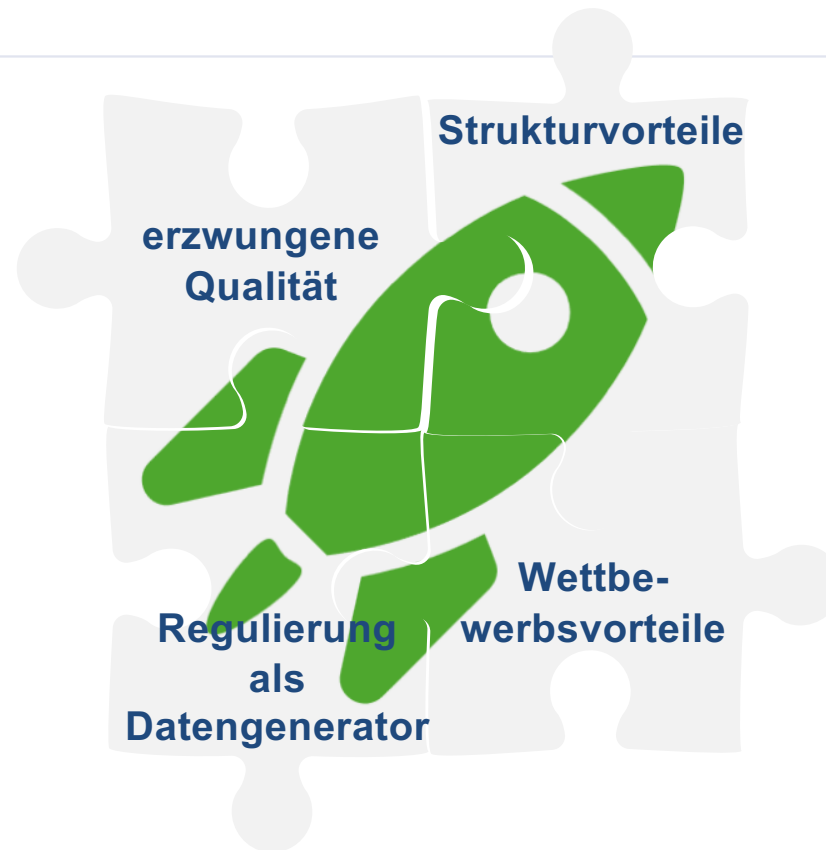 Strukturvorteile
erzwungene
Qualität
Wettbe-
werbsvorteile
Regulierung
als
Datengenerator